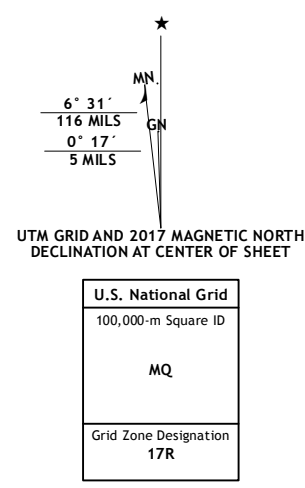 ★
MN
GN
6° 31´
116 MILS
0° 17´
5 MILS
UTM GRID AND 2017 MAGNETIC NORTH
DECLINATION AT CENTER OF SHEET
U.S. National Grid
100,000-m Square ID
MQ
Grid Zone Designation
17R